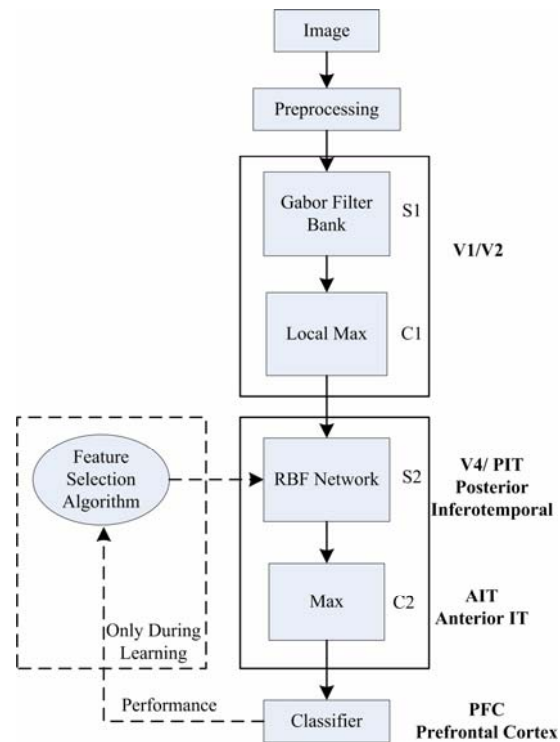 Image
Preprocessing
Gabor Filter
Bank
S1
V1/V2
Local Max
C1
Feature
Selection
Algorithm
RBF Network
S2
V4/ PIT
Posterior
Inferotemporal
Max
C2
AIT
Anterior IT
Only During
Learning
Performance
Classifier
PFC
Prefrontal Cortex